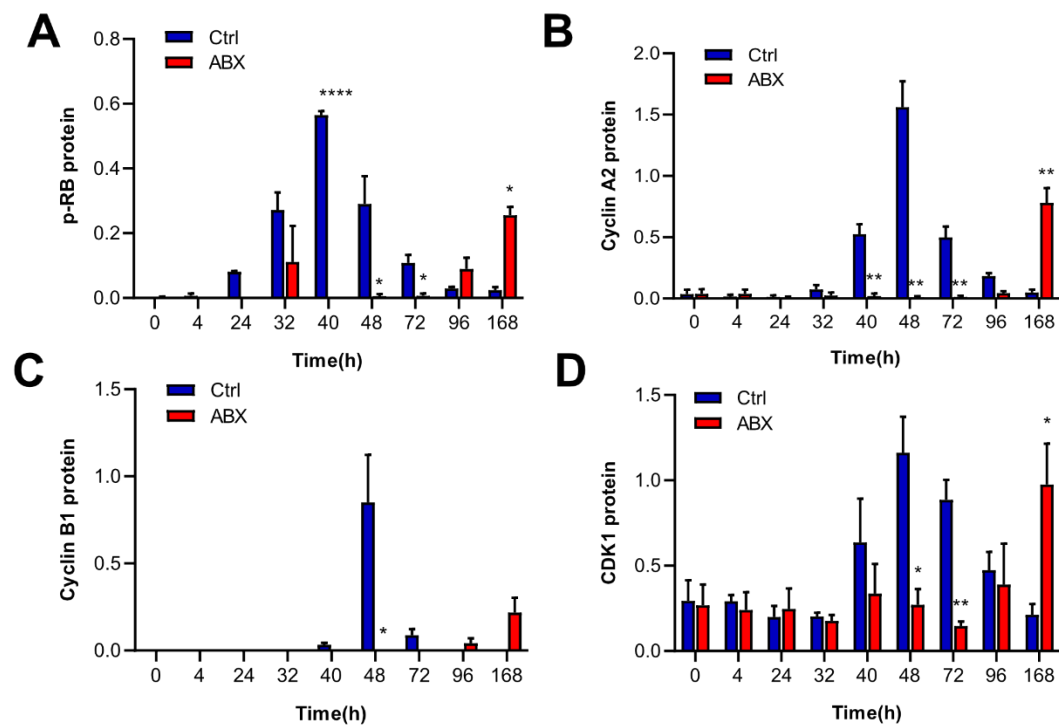 A
p-RB protein
0.8
0.6
0.4
0.2
0.0
Ctrl
ABX
****
*
*
*
0 4 24 32 40 48 72 96 168
Time(h)
B
Cyclin A2 protein
2.0
1.5
1.0
0.5
0.0
Ctrl
ABX
**
**
**
**
0 4 24 32 40 48 72 96 168
Time(h)
C
Cyclin B1 protein
1.5
1.0
0.5
0.0
Ctrl
ABX
*
0 4 24 32 40 48 72 96 168
Time(h)
D
CDK1 protein
1.5
1.0
0.5
0.0
Ctrl
ABX
*
**
*
0 4 24 32 40 48 72 96 168
Time(h)